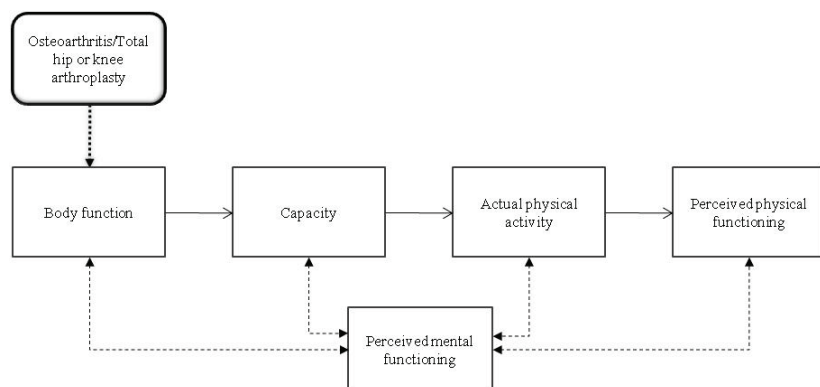 Osteoarthritis/Total
hip or knee
arthroplasty
Body function
Capacity
Actual physical
activity
Perceived physical
functioning
Perceived mental
functioning